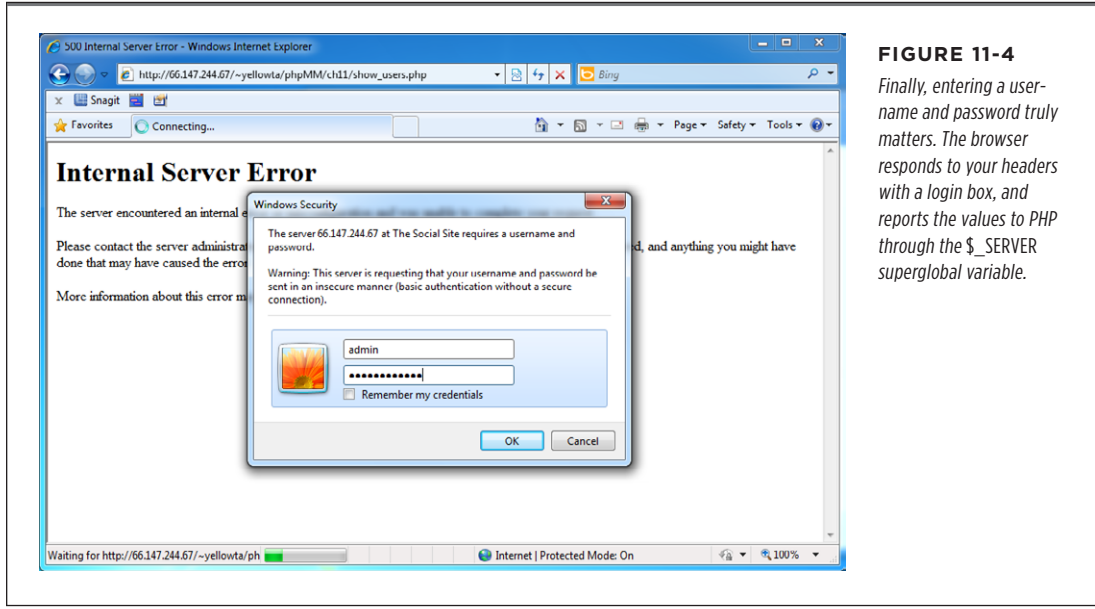 500 Internal Server Error - Windows Internet Explorer
http://66.147.244.67/~yellowta/phpMM/ch11/show_users.php
Bing
x Snagit
Favorites Connecting...
Page Safety Tools
Internal Server Error
The server encountered an internal e
Windows Security
The server 66.147.244.67 at The Social Site requires a username and
password.
Please contact the server administrat
ed, and anything you might have
done that may have caused the error
Warning: This server is requesting that your username and password be
sent in an insecure manner (basic authentication without a secure
connection).
More information about this error m
admin
••••••••••••
Remember my credentials
OK Cancel
Waiting for http://66.147.244.67/~yellowta/ph
Internet | Protected Mode: On
100%
FIGURE 11-4
Finally, entering a user-
name and password truly
matters. The browser
responds to your headers
with a login box, and
reports the values to PHP
through the $_SERVER
superglobal variable.